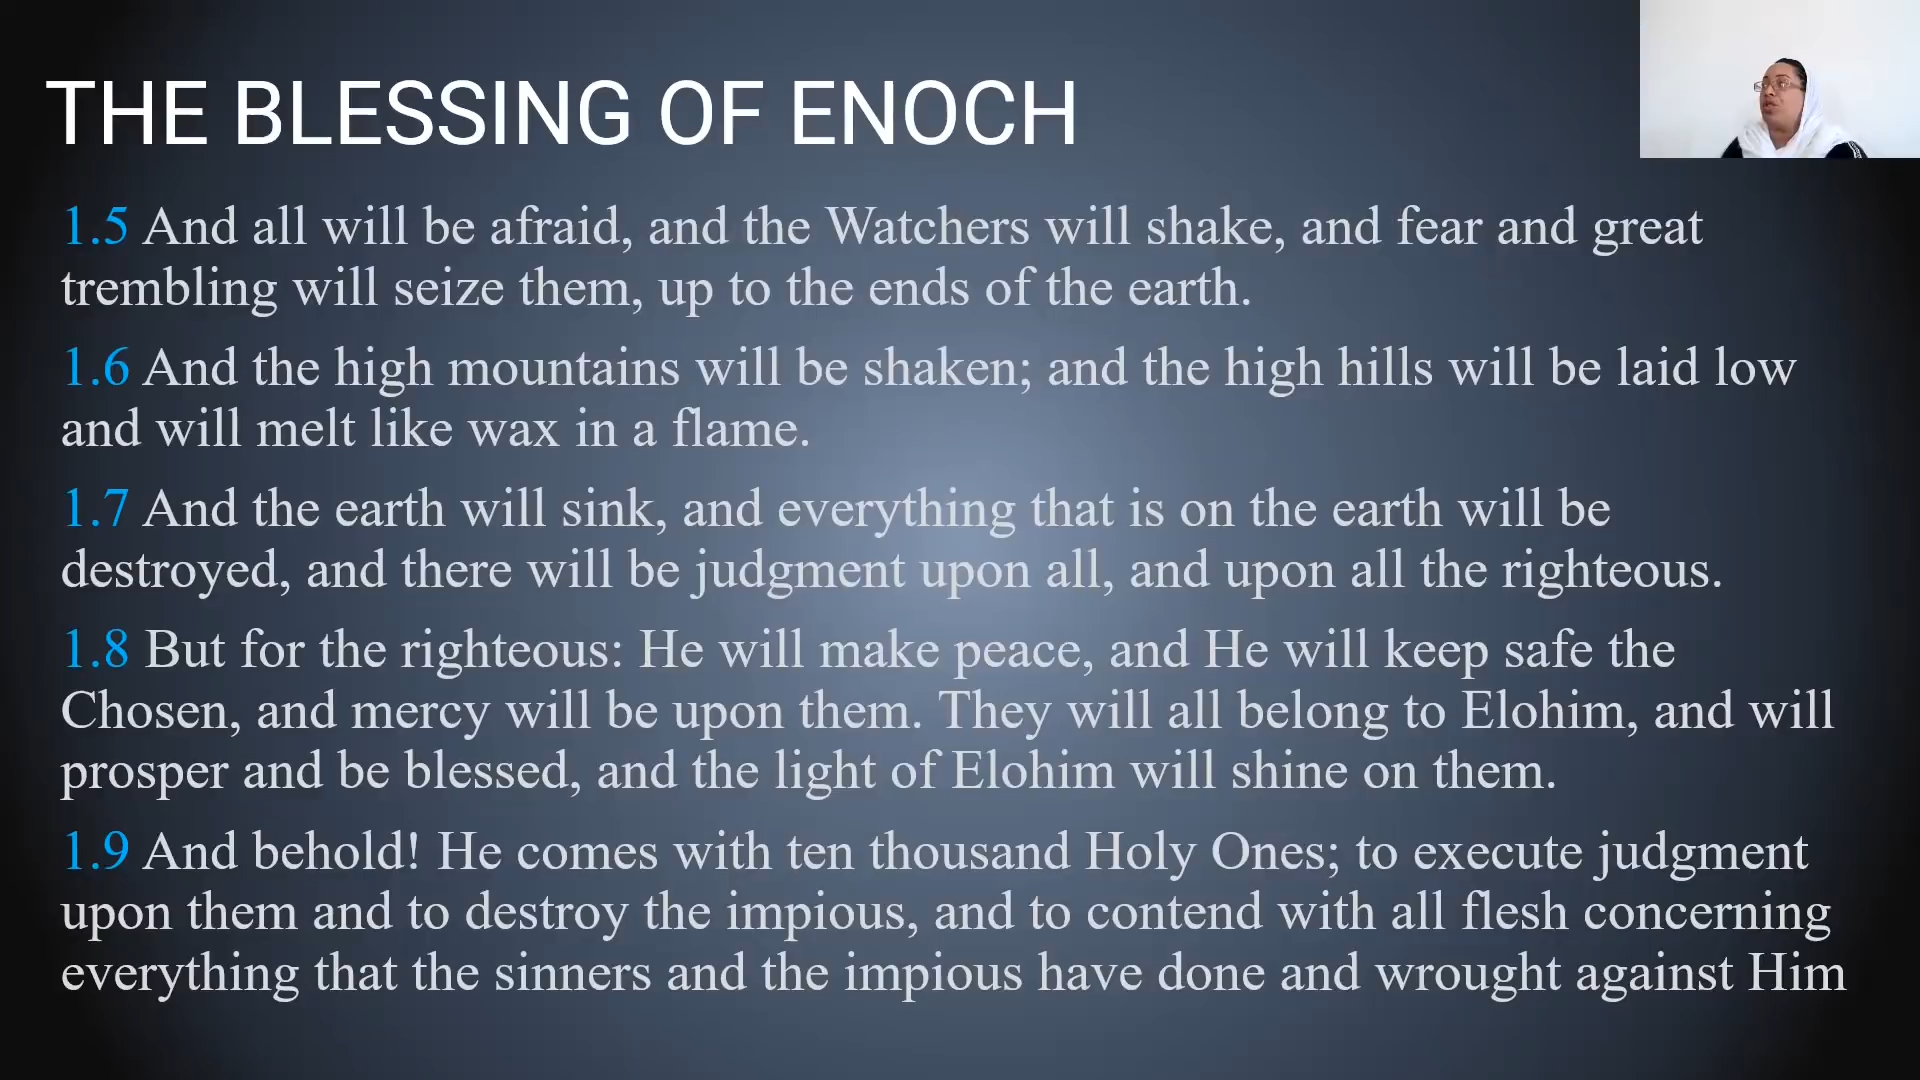 THE BLESSING OF ENOCH
1.5 And all will be afraid, and the Watchers will shake, and fear and great
trembling will seize them, up to the ends of the earth.
1.6 And the high mountains will be shaken; and the high hills will be laid low
and will melt like wax in a flame.
1.7 And the earth will sink, and everything that is on the earth will be
destroyed, and there will be judgment upon all, and upon all the righteous.
1.8 But for the righteous: He will make peace, and He will keep safe the
Chosen, and mercy will be upon them. They will all belong to Elohim, and will
prosper and be blessed, and the light of Elohim will shine on them.
1.9 And behold! He comes with ten thousand Holy Ones; to execute judgment
upon them and to destroy the impious, and to contend with all flesh concerning
everything that the sinners and the impious have done and wrought against Him